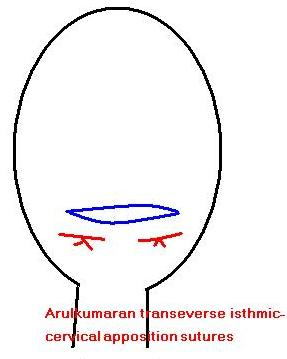 Arulkumaran transeverse isthmic-
cervical apposition sutures